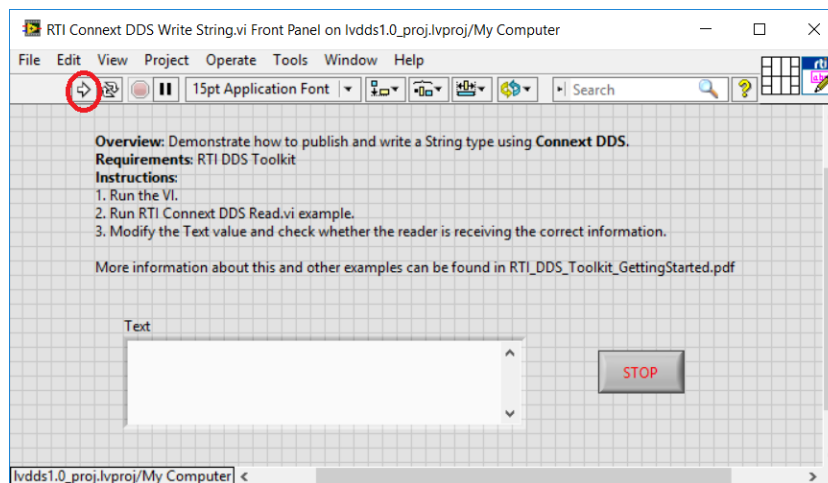 RTI Connext DDS Write String.vi Front Panel on lvdds1.0_proj.lvproj/My Computer
File Edit View Project Operate Tools Window Help
15pt Application Font
Search
?
rti
Overview: Demonstrate how to publish and write a String type using Connext DDS.
Requirements: RTI DDS Toolkit
Instructions:
1. Run the VI.
2. Run RTI Connext DDS Read.vi example.
3. Modify the Text value and check whether the reader is receiving the correct information.
More information about this and other examples can be found in RTI_DDS_Toolkit_GettingStarted.pdf
Text
STOP
lvdds1.0_proj.lvproj/My Computer